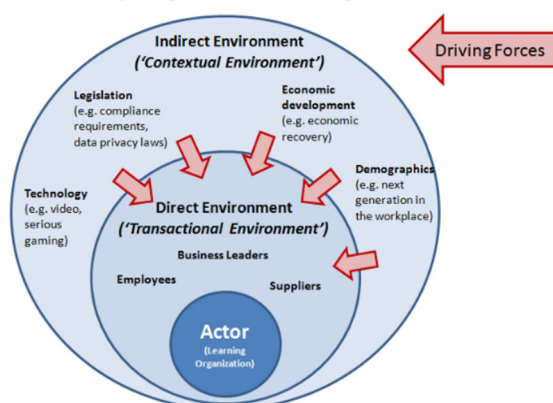 Indirect Environment
('Contextual Environment')
Driving Forces
Legislation
(e.g. compliance
requirements,
data privacy laws)
Economic
development
(e.g. economic
recovery)
Technology
(e.g. video,
serious
gaming)
Demographics
(e.g. next
generation in
the workplace)
Direct Environment
('Transactional Environment')
Business Leaders
Employees
Suppliers
Actor
(Learning
Organization)